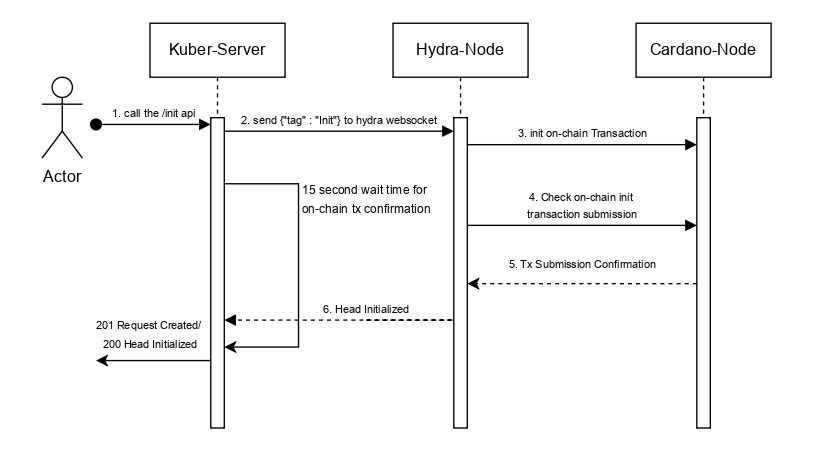 Kuber-Server
Hydra-Node
Cardano-Node
1. call the /init api
2. send {"tag" : "Init"} to hydra websocket
3. init on-chain Transaction
Actor
15 second wait time for
on-chain tx confirmation
4. Check on-chain init
transaction submission
5. Tx Submission Confirmation
6. Head Initialized
201 Request Created/
200 Head Initialized